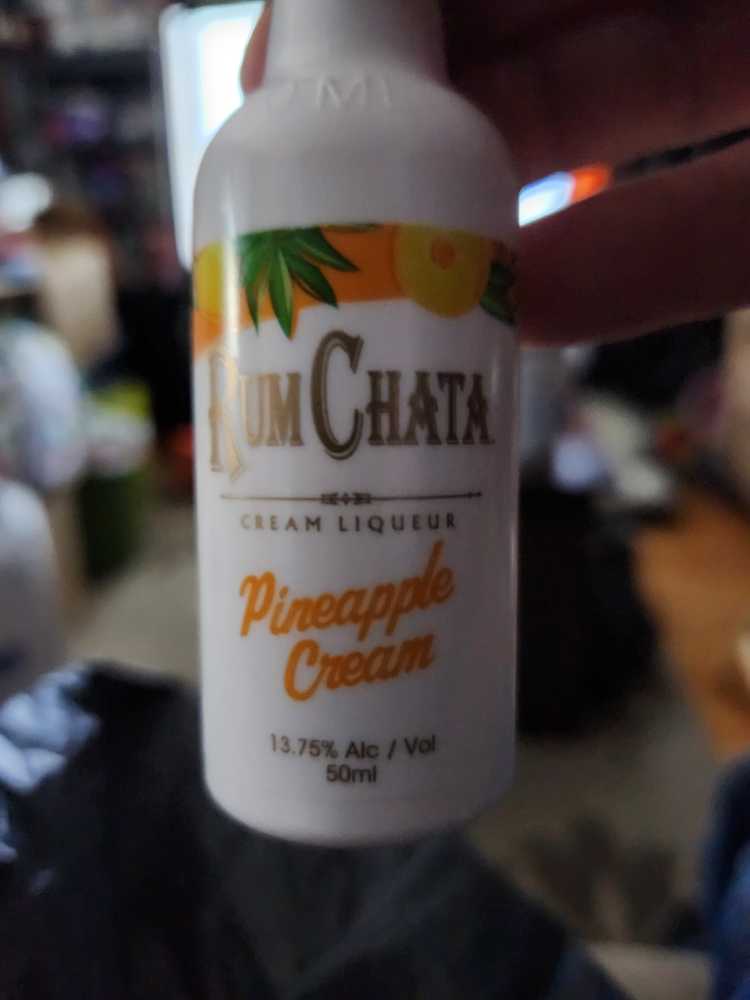 RUMCHATA
CREAM LIQUEUR
Pineapple
Cream
13.75% Alc / Vol
50ml